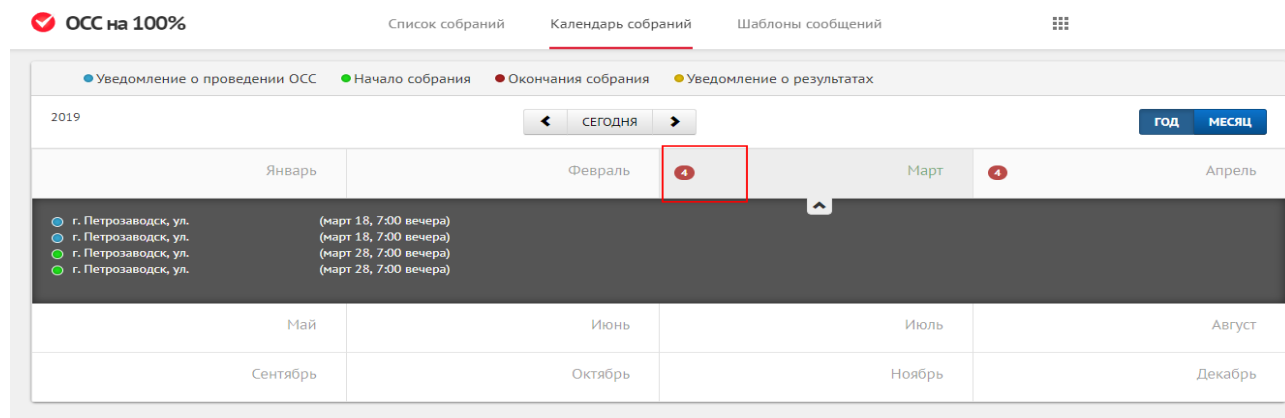 ОСС на 100%
Список собраний
Календарь собраний
Шаблоны сообщений
Уведомление о проведении ОСС
Начало собрания
Окончания собрания
Уведомление о результатах
2019
СЕГОДНЯ
ГОД
МЕСЯЦ
Январь
Февраль
4
Март
4
Апрель
г. Петрозаводск, ул. (март 18, 7:00 вечера)
г. Петрозаводск, ул. (март 18, 7:00 вечера)
г. Петрозаводск, ул. (март 28, 7:00 вечера)
г. Петрозаводск, ул. (март 28, 7:00 вечера)
Май
Июнь
Июль
Август
Сентябрь
Октябрь
Ноябрь
Декабрь